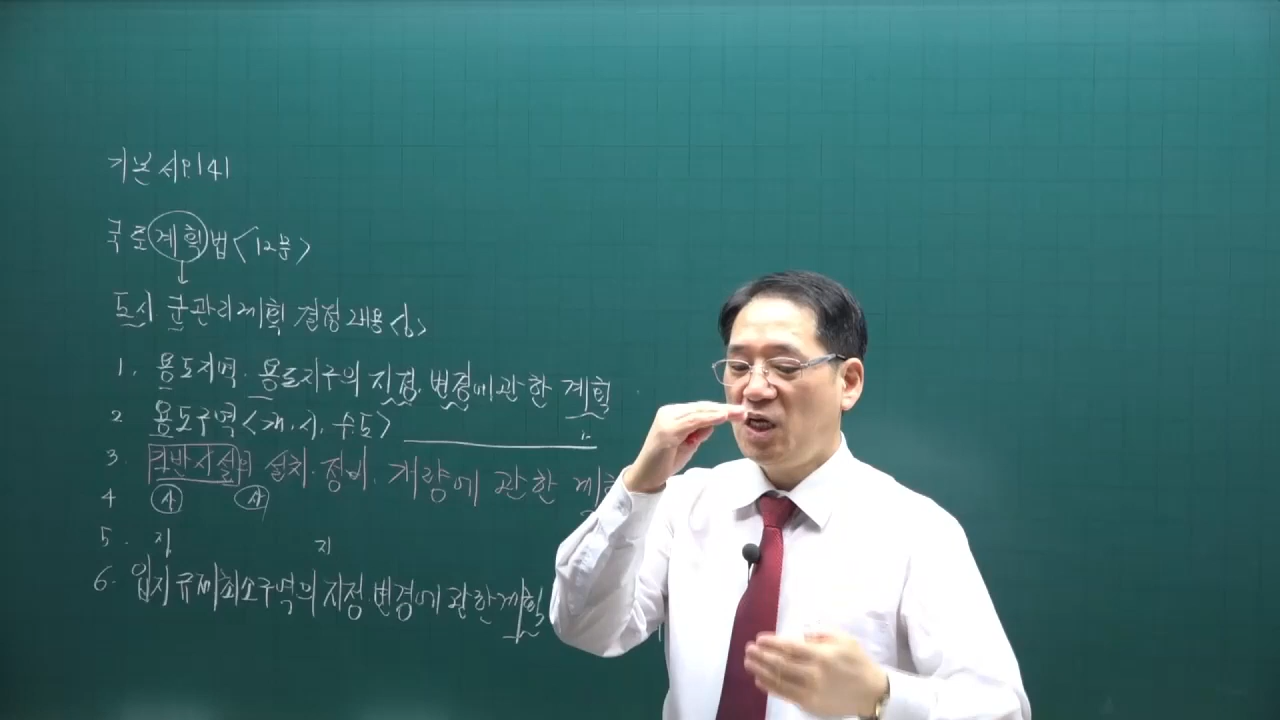 기본서 P.141
국토계획법<12문>
도시 군관리계획 결정내용<6>
1. 용도지역·용도지구의 지정, 변경에 관한 계획
2 용도구역<개, 시, 수, 도>
3. 기반시설의 설치·정비·개량에 관한 계획
4 사 사
5. 지 지
6. 입지규제최소구역의 지정 변경에 관한 계획